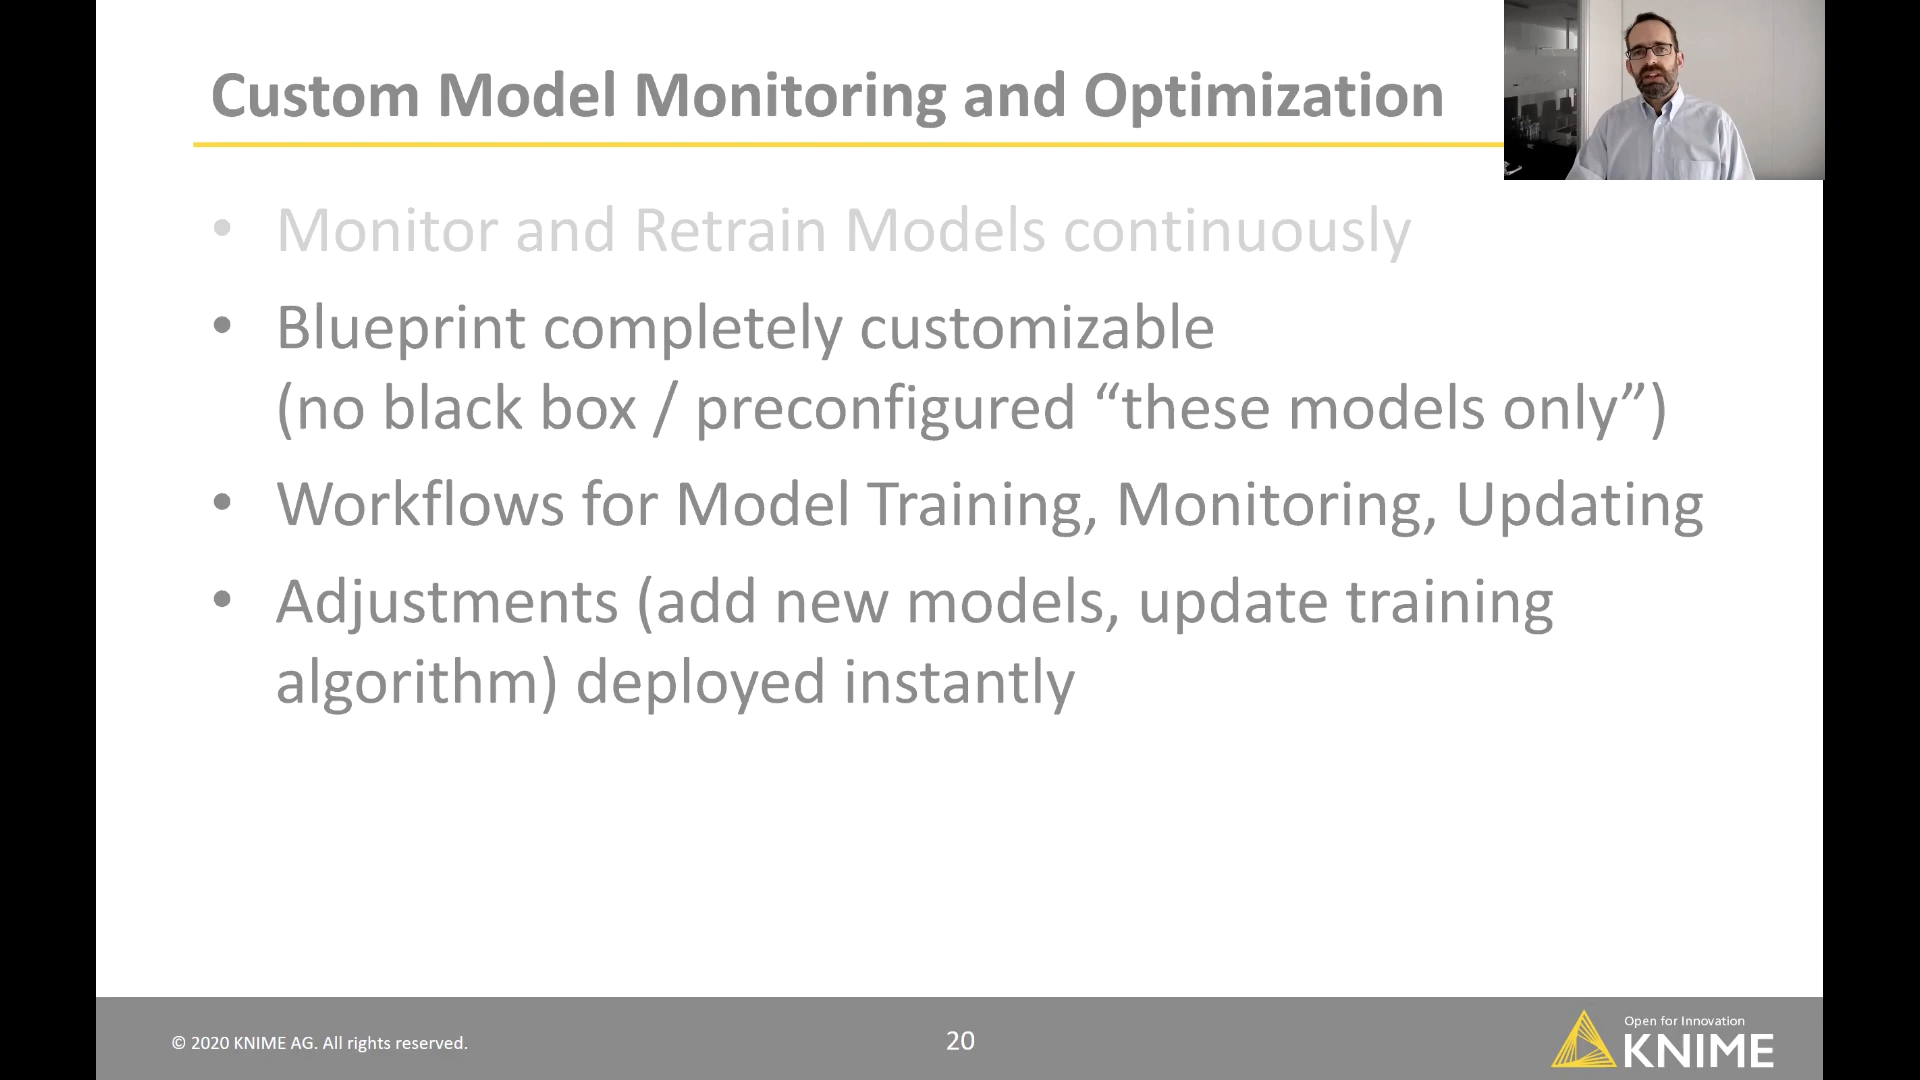 Custom Model Monitoring and Optimization
• Monitor and Retrain Models continuously
• Blueprint completely customizable
(no black box / preconfigured “these models only”)
• Workflows for Model Training, Monitoring, Updating
• Adjustments (add new models, update training
algorithm) deployed instantly
© 2020 KNIME AG. All rights reserved.
20
Open for Innovation
KNIME